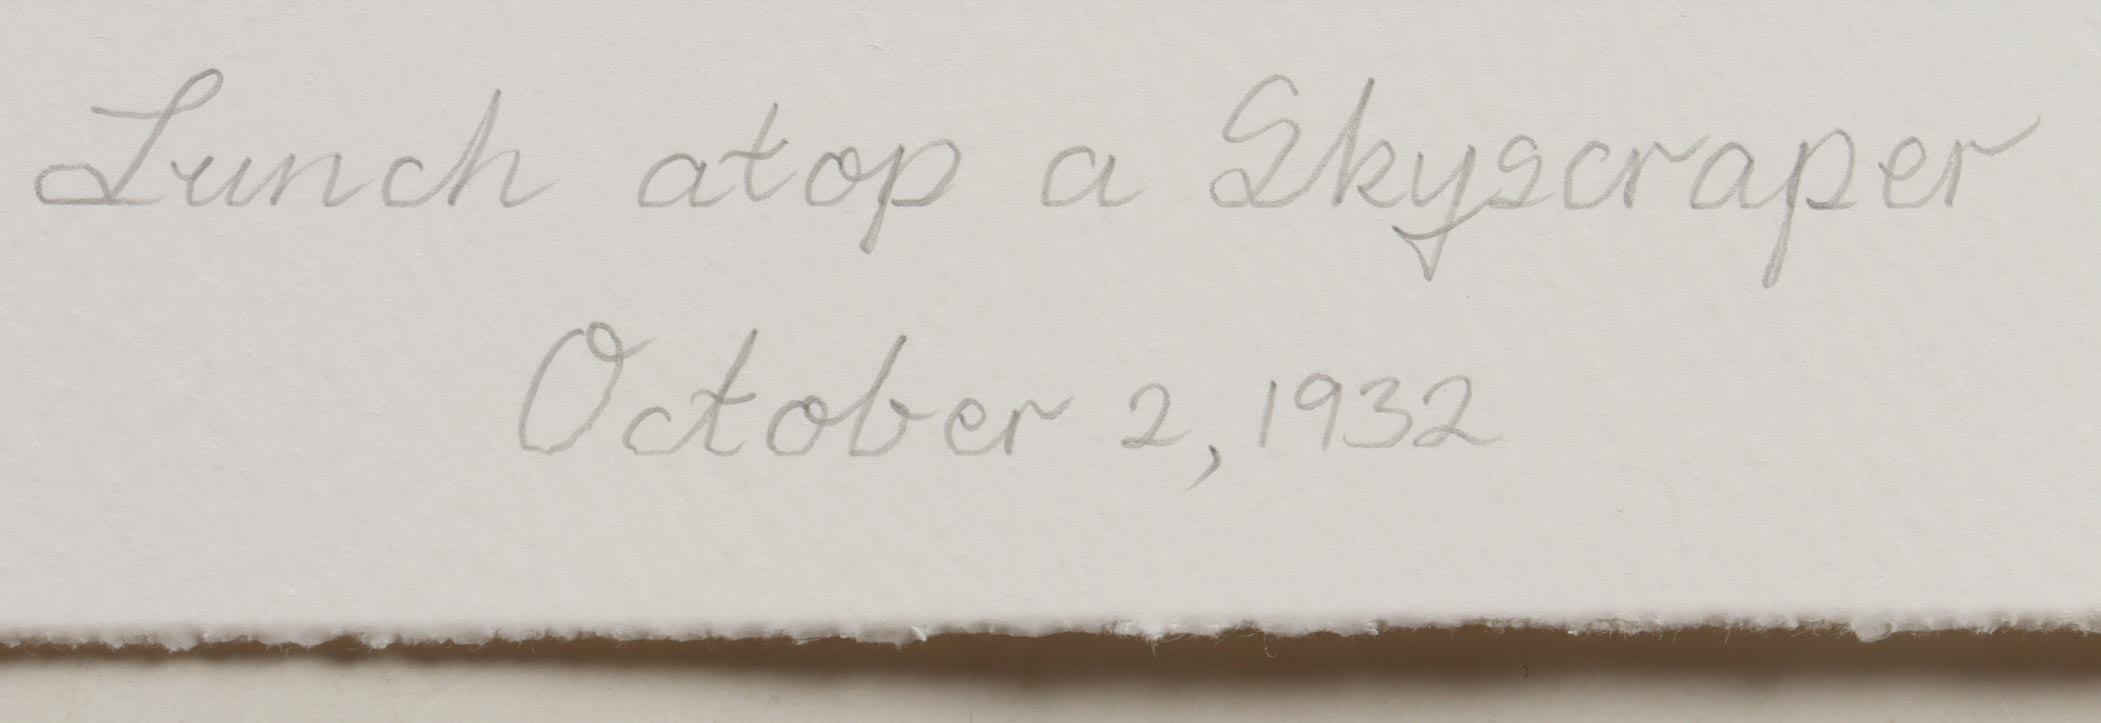 Lunch atop a Skyscraper
October 2, 1932